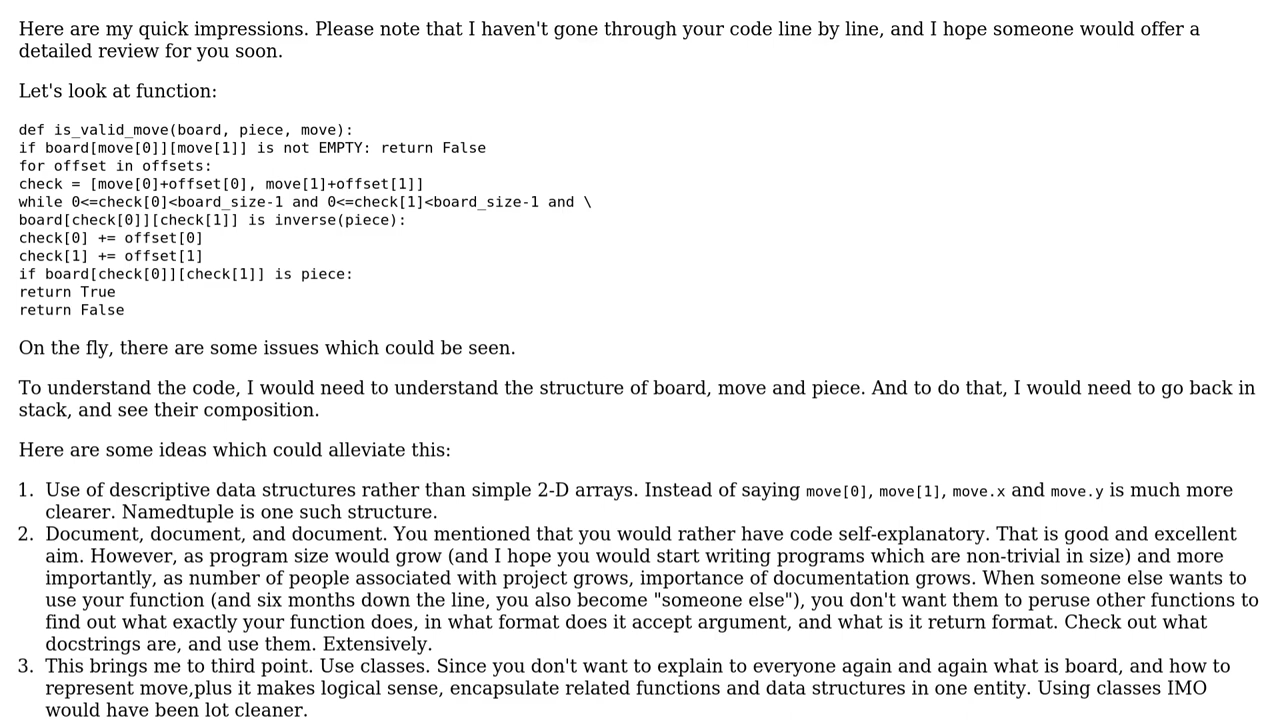 Here are my quick impressions. Please note that I haven't gone through your code line by line, and I hope someone would offer a
detailed review for you soon.
Let's look at function:
def is_valid_move(board, piece, move):
if board[move[0]][move[1]] is not EMPTY: return False
for offset in offsets:
check = [move[0]+offset[0], move[1]+offset[1]]
while 0<=check[0]<board_size-1 and 0<=check[1]<board_size-1 and \
board[check[0]][check[1]] is inverse(piece):
check[0] += offset[0]
check[1] += offset[1]
if board[check[0]][check[1]] is piece:
return True
return False
On the fly, there are some issues which could be seen.
To understand the code, I would need to understand the structure of board, move and piece. And to do that, I would need to go back in
stack, and see their composition.
Here are some ideas which could alleviate this:
1. Use of descriptive data structures rather than simple 2-D arrays. Instead of saying move[0], move[1], move.x and move.y is much more
clearer. Namedtuple is one such structure.
2. Document, document, and document. You mentioned that you would rather have code self-explanatory. That is good and excellent
aim. However, as program size would grow (and I hope you would start writing programs which are non-trivial in size) and more
importantly, as number of people associated with project grows, importance of documentation grows. When someone else wants to
use your function (and six months down the line, you also become "someone else"), you don't want them to peruse other functions to
find out what exactly your function does, in what format does it accept argument, and what is it return format. Check out what
docstrings are, and use them. Extensively.
3. This brings me to third point. Use classes. Since you don't want to explain to everyone again and again what is board, and how to
represent move,plus it makes logical sense, encapsulate related functions and data structures in one entity. Using classes IMO
would have been lot cleaner.